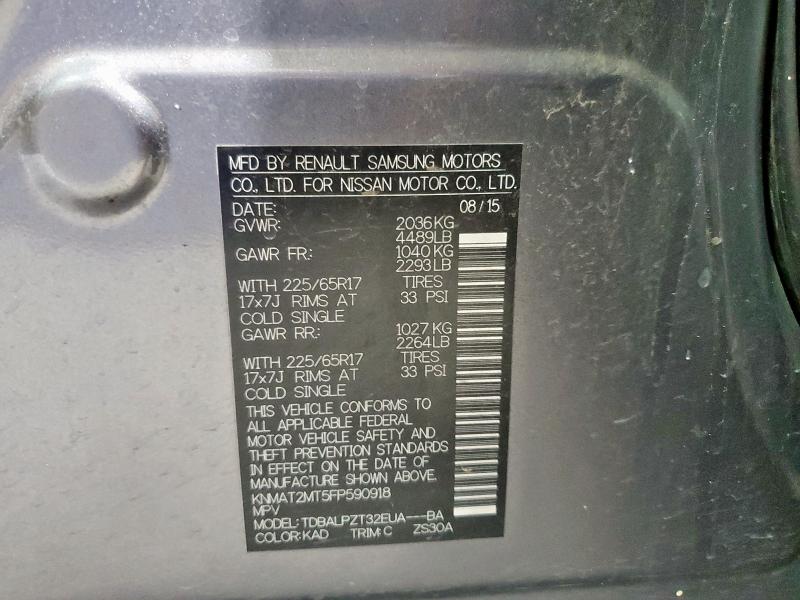 MFD BY RENAULT SAMSUNG MOTORS
CO., LTD. FOR NISSAN MOTOR CO., LTD.
DATE: 08/15
GVWR: 2036KG
4489LB
GAWR FR: 1040 KG
2293LB
WITH 225/65R17 TIRES
17x7J RIMS AT 33 PSI
COLD SINGLE
GAWR RR: 1027 KG
2264LB
WITH 225/65R17 TIRES
17x7J RIMS AT 33 PSI
COLD SINGLE
THIS VEHICLE CONFORMS TO
ALL APPLICABLE FEDERAL
MOTOR VEHICLE SAFETY AND
THEFT PREVENTION STANDARDS
IN EFFECT ON THE DATE OF
MANUFACTURE SHOWN ABOVE.
KNMAT2MT5FP590918
MPV
MODEL: TDBALPZT32EUA---BA
COLOR: KAD TRIM: C ZS30A